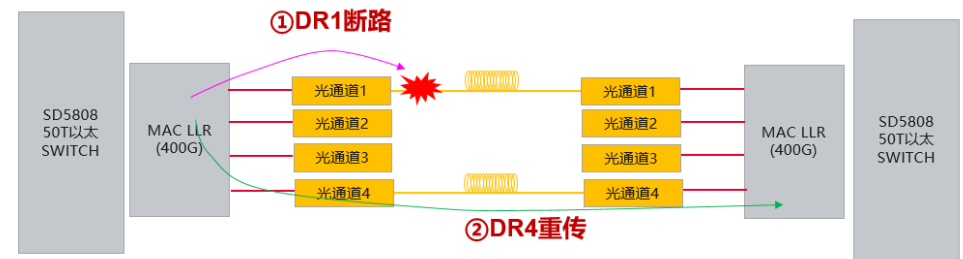 ①DR1断路
SD5808
50T以太
SWITCH
MAC LLR
(400G)
光通道1
光通道2
光通道3
光通道4
光通道1
光通道2
光通道3
光通道4
MAC LLR
(400G)
SD5808
50T以太
SWITCH
②DR4重传